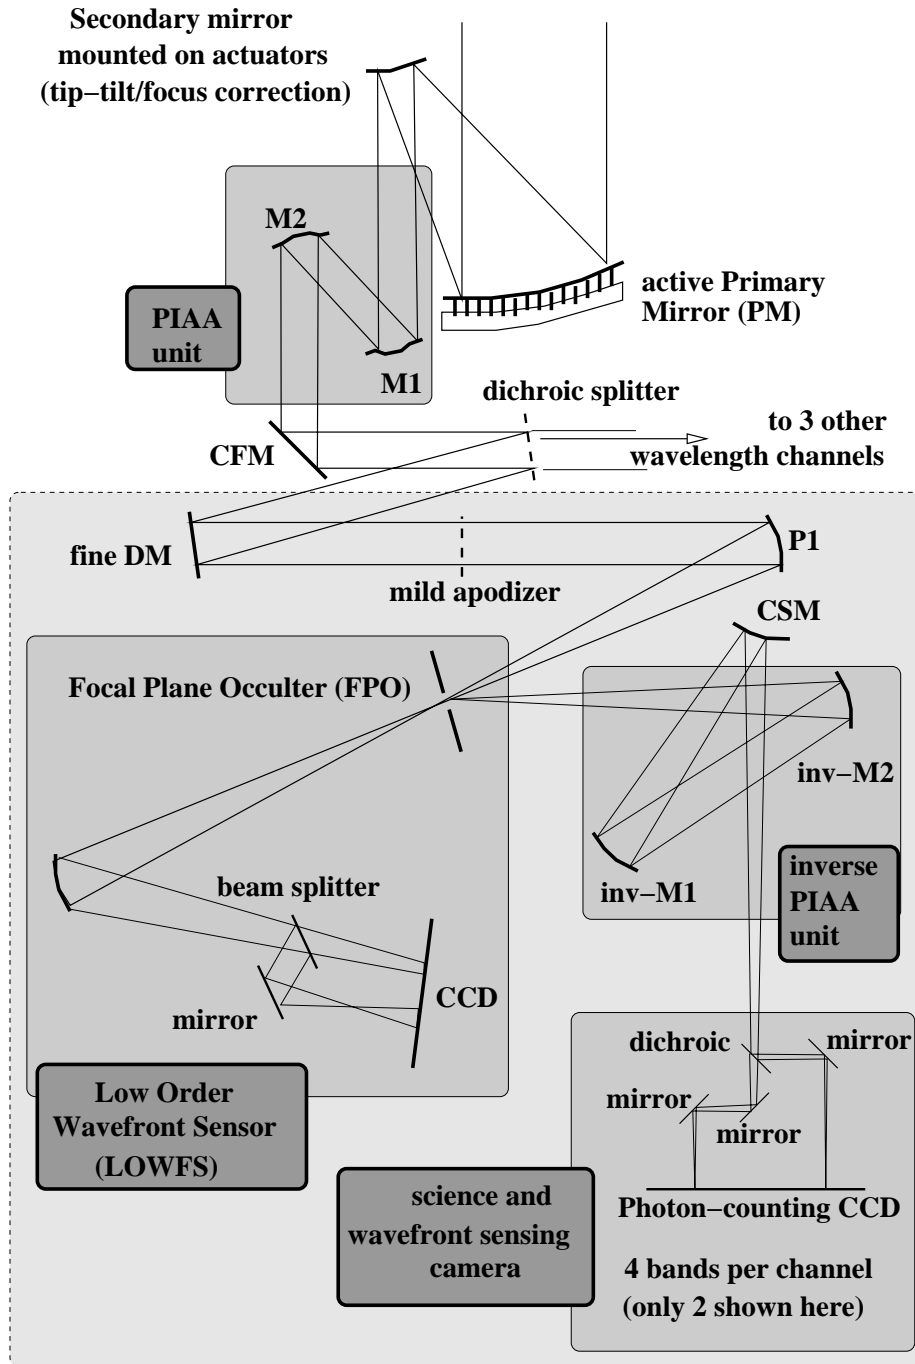 Secondary mirror
mounted on actuators
(tip−tilt/focus correction)
M2
active Primary
Mirror (PM)
PIAA
unit
M1
dichroic splitter
to 3 other
wavelength channels
CFM
fine DM
P1
mild apodizer
CSM
Focal Plane Occulter (FPO)
inv−M2
beam splitter
inv−M1
inverse
PIAA
unit
CCD
mirror
dichroic
mirror
mirror
mirror
Low Order
Wavefront Sensor
(LOWFS)
science and
wavefront sensing
camera
Photon−counting CCD
4 bands per channel
(only 2 shown here)